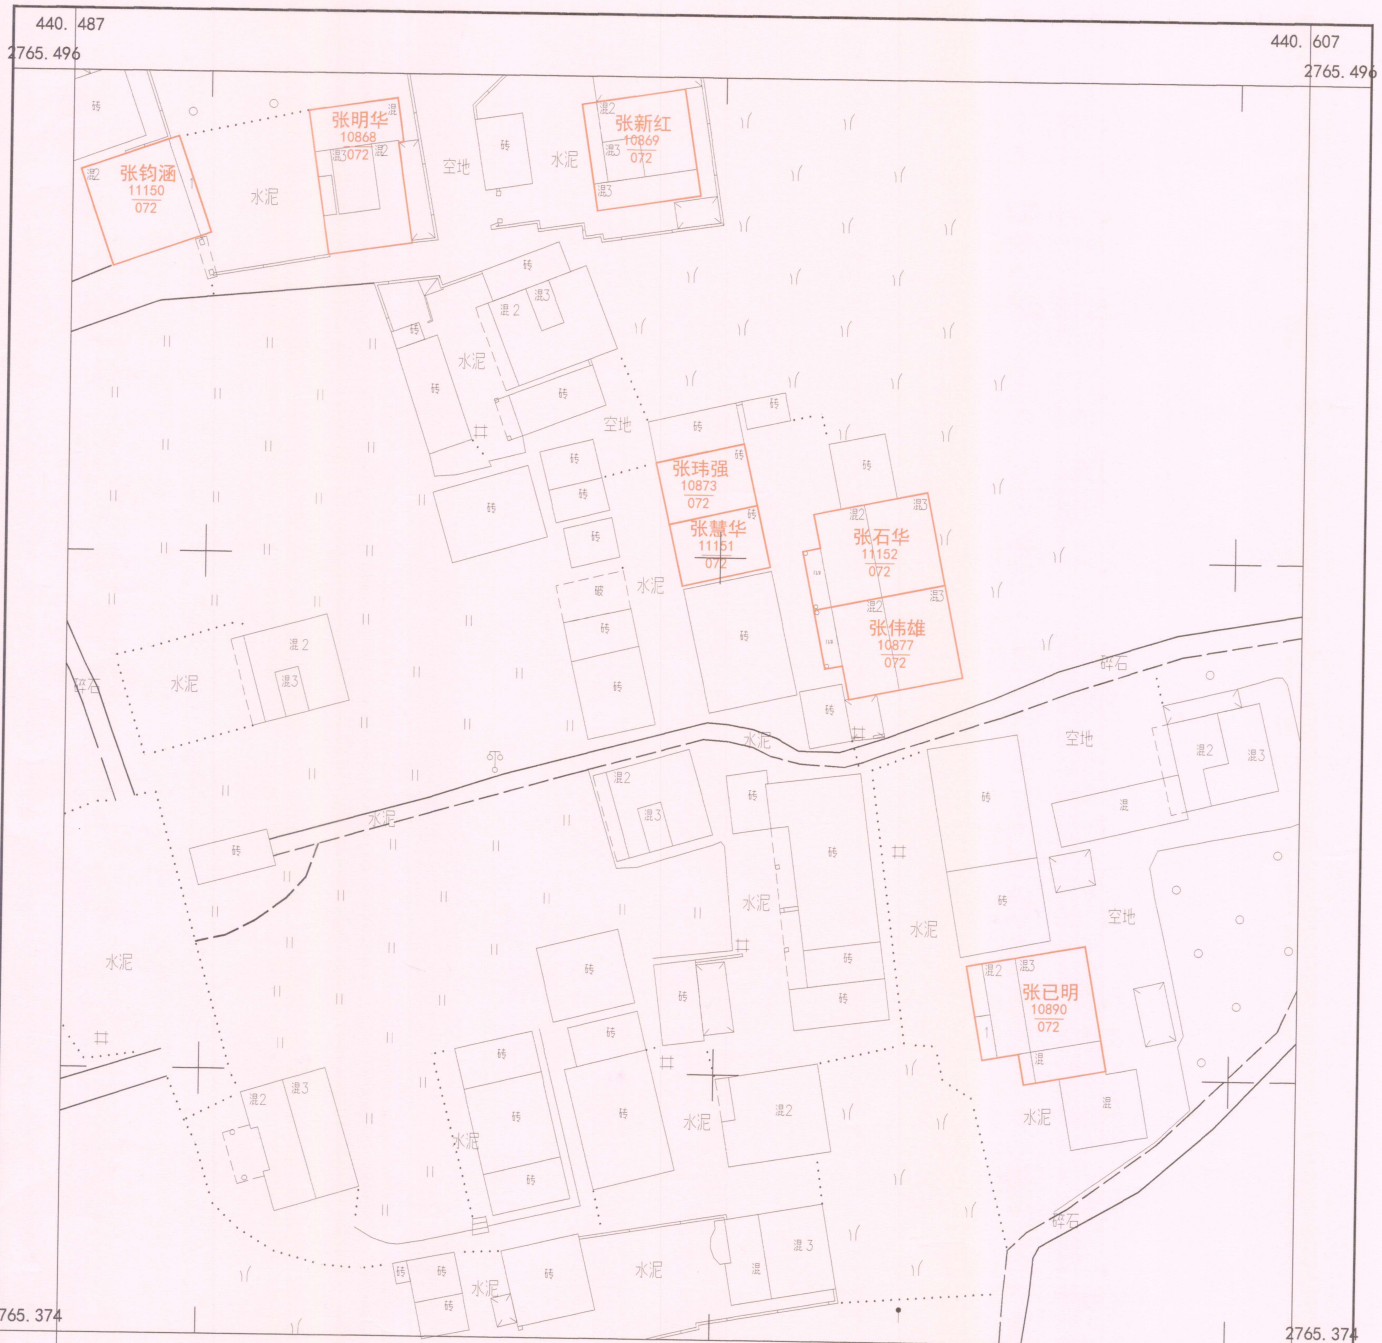 440. 487
440. 607
2765. 496
2765. 496
砖
混
混2
张明华
10868
072
混3
混2
张新红
10869
072
混3
混3
砖
空地
水泥
张钧涵
11150
072
混2
水泥
砖
混2
混3
砖
水泥
砖
砖
空地
砖
砖
砖
张玮强
10873
072
砖
砖
砖
砖
砖
砖
张慧华
11151
072
砖
混2
混3
张石华
11152
072
破
水泥
砖
砖
砖
混2
混3
张伟雄
10877
072
混2
混3
水泥
碎石
碎石
砖
水泥
空地
混2
混3
混
砖
混2
混3
砖
砖
水泥
砖
砖
水泥
水泥
空地
水泥
砖
砖
砖
砖
混2
混3
张已明
10890
072
混
1
砖
砖
砖
砖
砖
水泥
水泥
混2
水泥
混
混2
混3
碎石
砖
砖
砖
水泥
砖
水泥
混
混3
765. 374
2765. 374